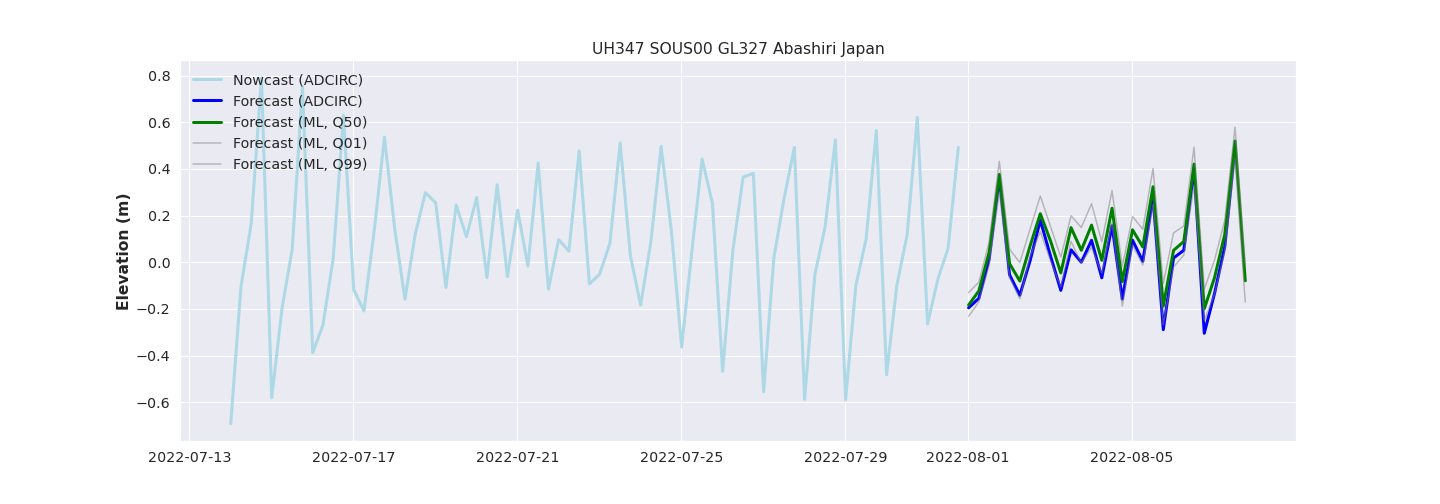 UH347 SOUS00 GL327 Abashiri Japan
Elevation (m)
0.8
0.6
0.4
0.2
0.0
−0.2
−0.4
−0.6
Nowcast (ADCIRC)
Forecast (ADCIRC)
Forecast (ML, Q50)
Forecast (ML, Q01)
Forecast (ML, Q99)
2022-07-13 2022-07-17 2022-07-21 2022-07-25 2022-07-29 2022-08-01 2022-08-05